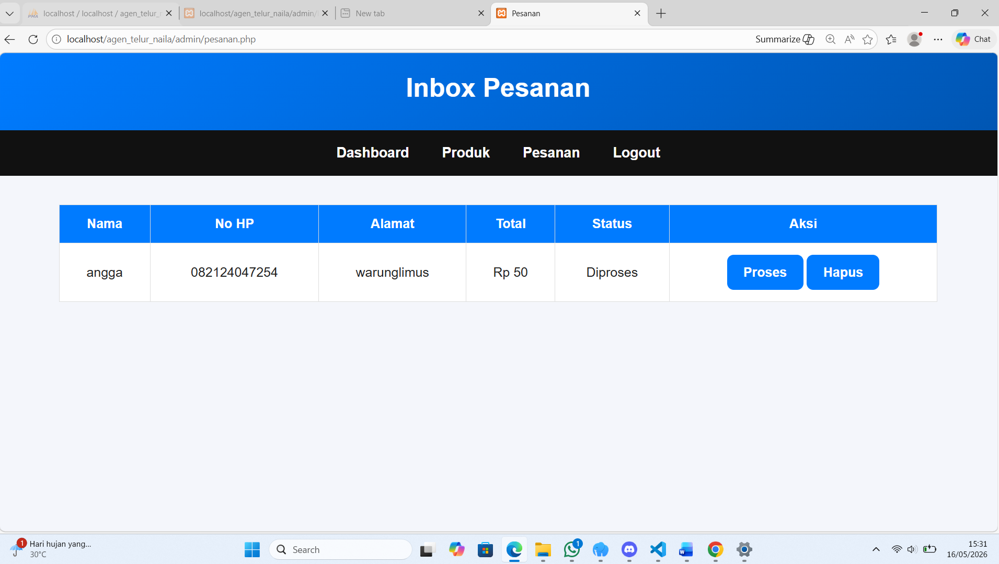 localhost / localhost / agen_telur_n
localhost/agen_telur_naila/admin/
New tab
Pesanan
localhost/agen_telur_naila/admin/pesanan.php
Summarize
Chat
Inbox Pesanan
Dashboard Produk Pesanan Logout
Nama No HP Alamat Total Status Aksi
angga 082124047254 warunglimus Rp 50 Diproses Proses Hapus
1
Hari hujan yang...
30°C
Search
1
15:31
16/05/2026